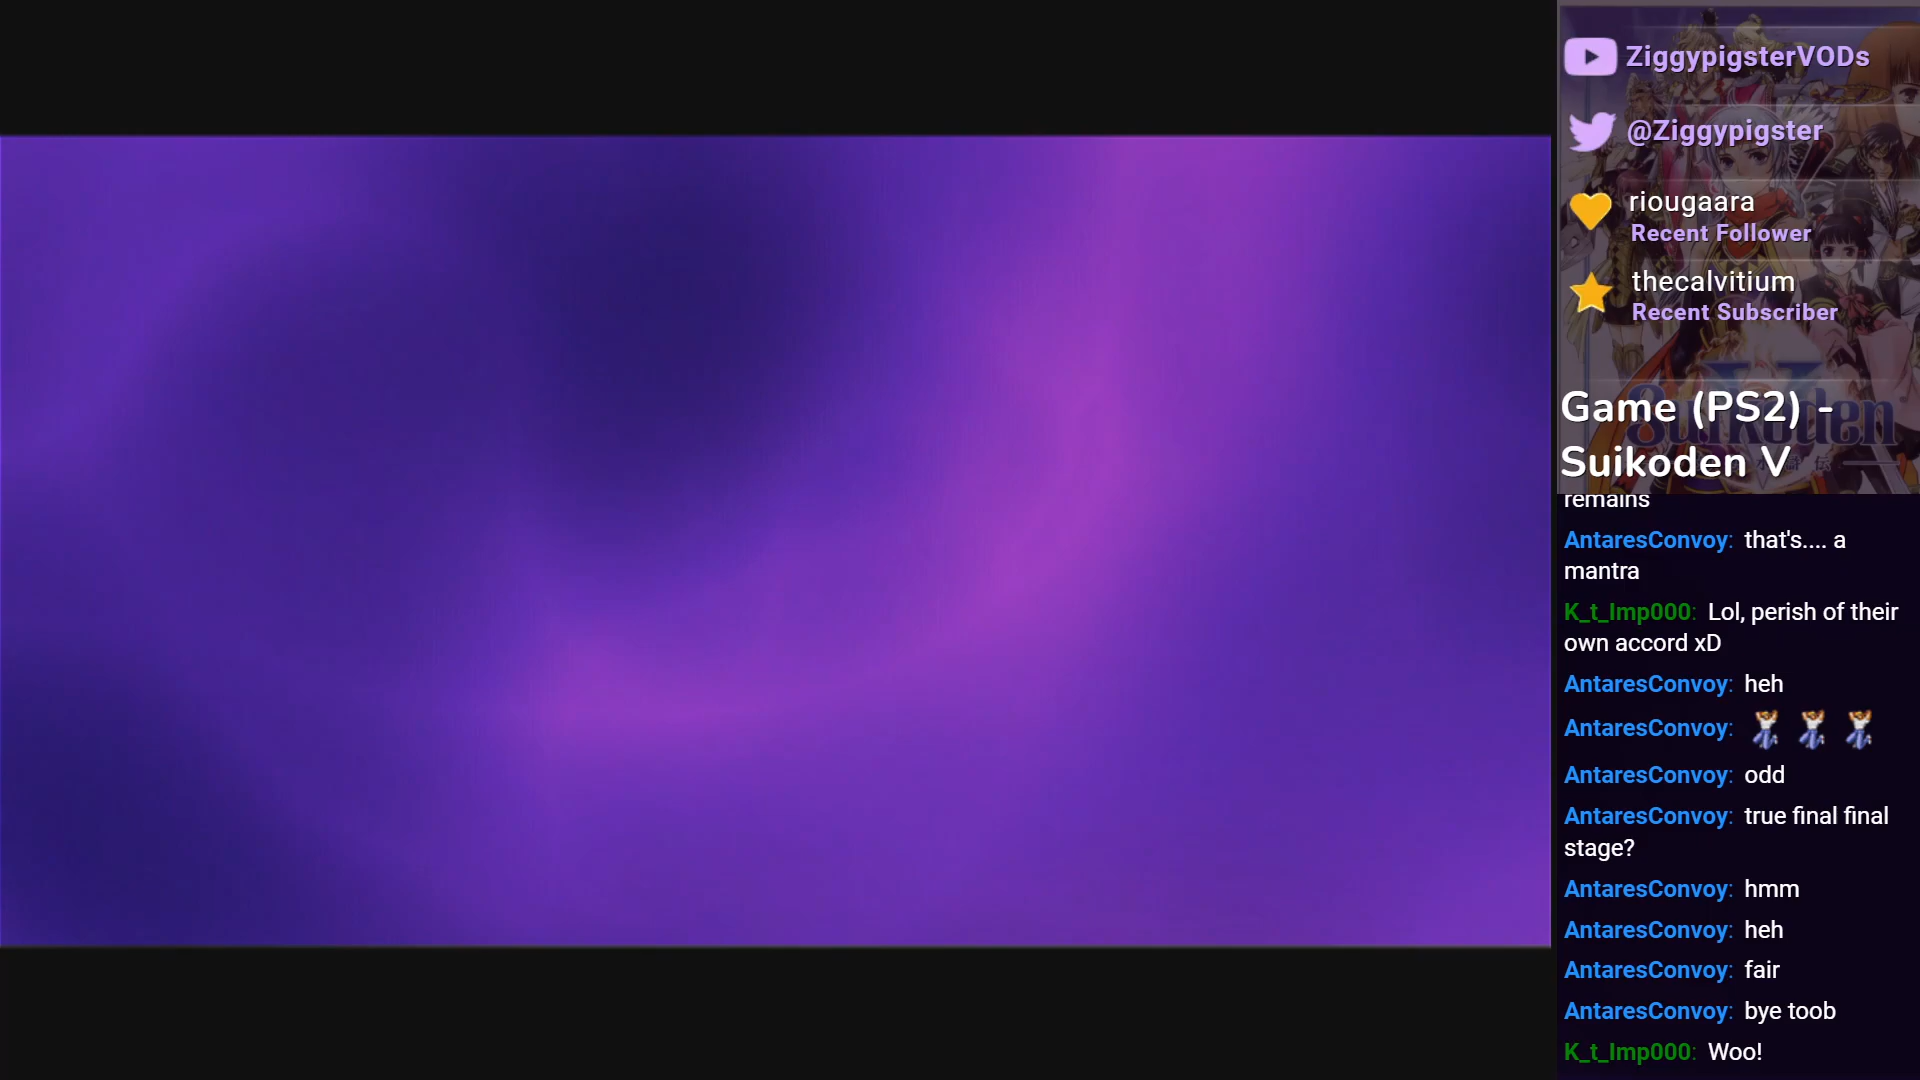 ZiggypigsterVODs
@Ziggypigster
riougaara
Recent Follower
thecalvitium
Recent Subscriber
Game (PS2) -
Suikoden V
Suikoden
remains
AntaresConvoy: that's.... a
mantra
K_t_Imp000: Lol, perish of their
own accord xD
AntaresConvoy: heh
AntaresConvoy:
AntaresConvoy: odd
AntaresConvoy: true final final
stage?
AntaresConvoy: hmm
AntaresConvoy: heh
AntaresConvoy: fair
AntaresConvoy: bye toob
K_t_Imp000: Woo!